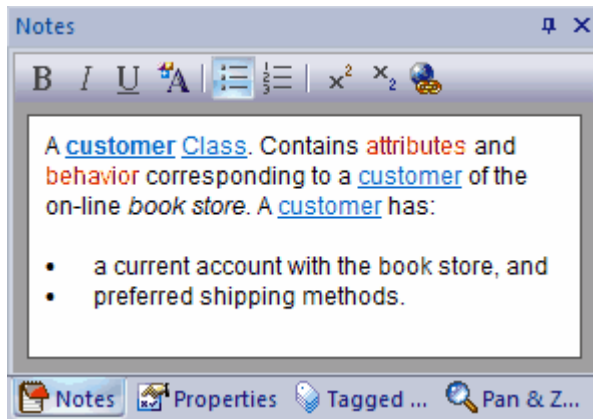 Notes
B I U A x² x₂
A customer Class. Contains attributes and
behavior corresponding to a customer of the
on-line book store. A customer has:
• a current account with the book store, and
• preferred shipping methods.
Notes Properties Tagged ... Pan & Z...